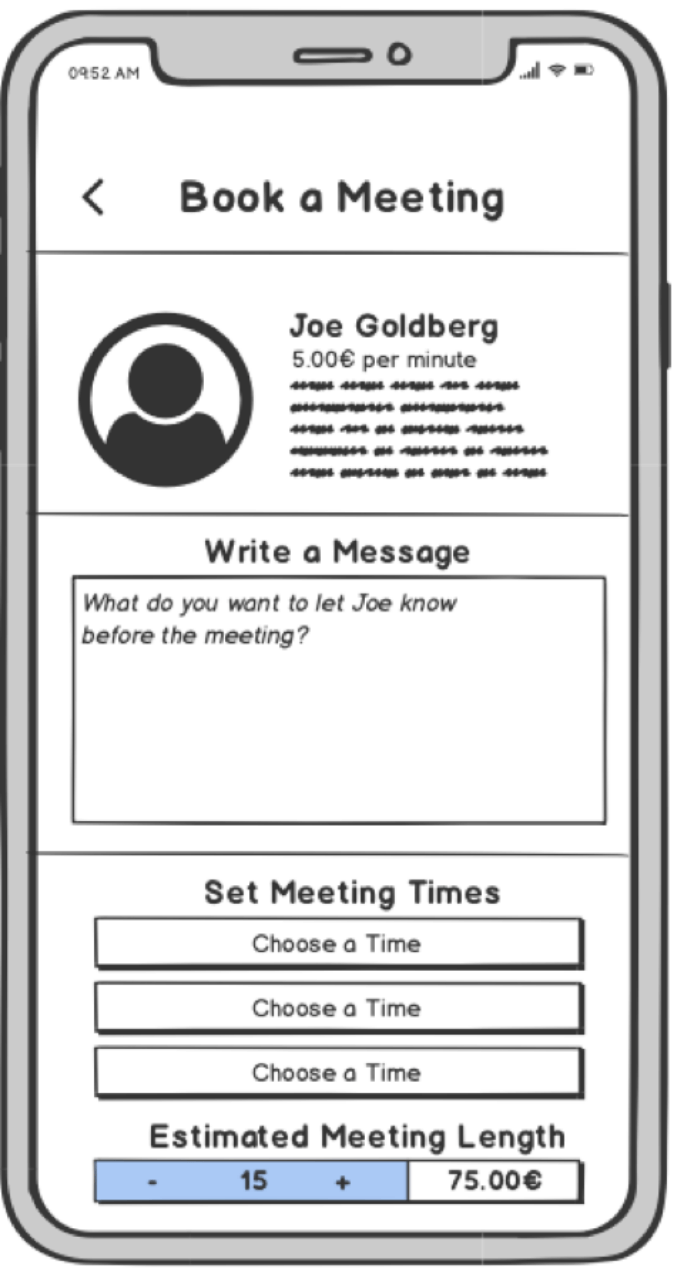 09:52 AM
Book a Meeting
Joe Goldberg
5.00€ per minute
Write a Message
What do you want to let Joe know
before the meeting?
Set Meeting Times
Choose a Time
Choose a Time
Choose a Time
Estimated Meeting Length
- 15 + 75.00€